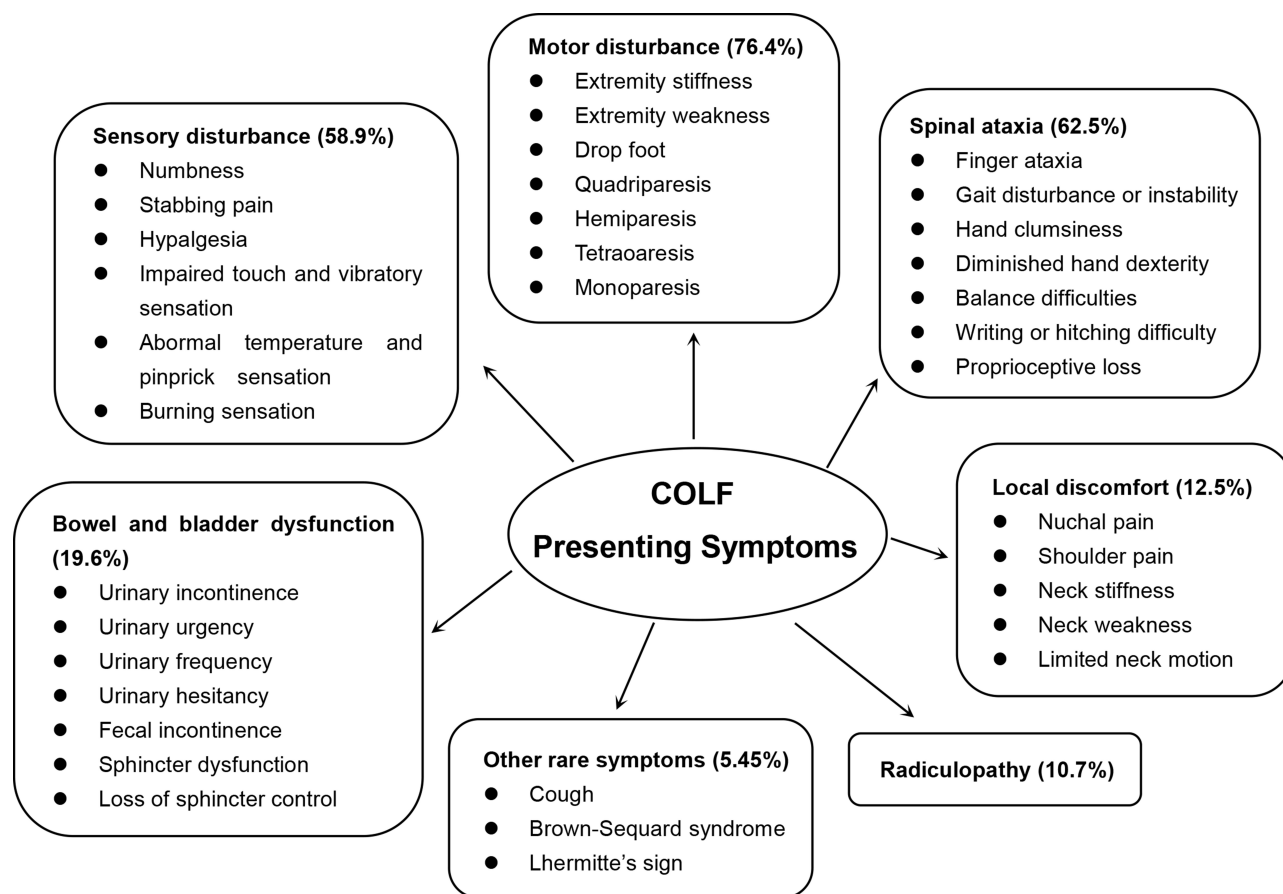 Motor disturbance (76.4%)
● Extremity stiffness
● Extremity weakness
● Drop foot
● Quadriparesis
● Hemiparesis
● Tetraoaresis
● Monoparesis
Sensory disturbance (58.9%)
● Numbness
● Stabbing pain
● Hypalgesia
● Impaired touch and vibratory
sensation
● Abormal temperature and
pinprick sensation
● Burning sensation
Spinal ataxia (62.5%)
● Finger ataxia
● Gait disturbance or instability
● Hand clumsiness
● Diminished hand dexterity
● Balance difficulties
● Writing or hitching difficulty
● Proprioceptive loss
COLF
Presenting Symptoms
Local discomfort (12.5%)
● Nuchal pain
● Shoulder pain
● Neck stiffness
● Neck weakness
● Limited neck motion
Bowel and bladder dysfunction
(19.6%)
● Urinary incontinence
● Urinary urgency
● Urinary frequency
● Urinary hesitancy
● Fecal incontinence
● Sphincter dysfunction
● Loss of sphincter control
Other rare symptoms (5.45%)
● Cough
● Brown-Sequard syndrome
● Lhermitte’s sign
Radiculopathy (10.7%)